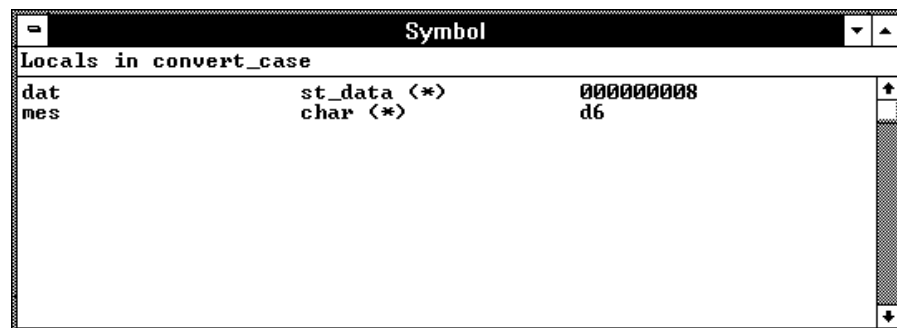 Symbol
Locals in convert_case
dat st_data (*) 000000008
mes char (*) d6